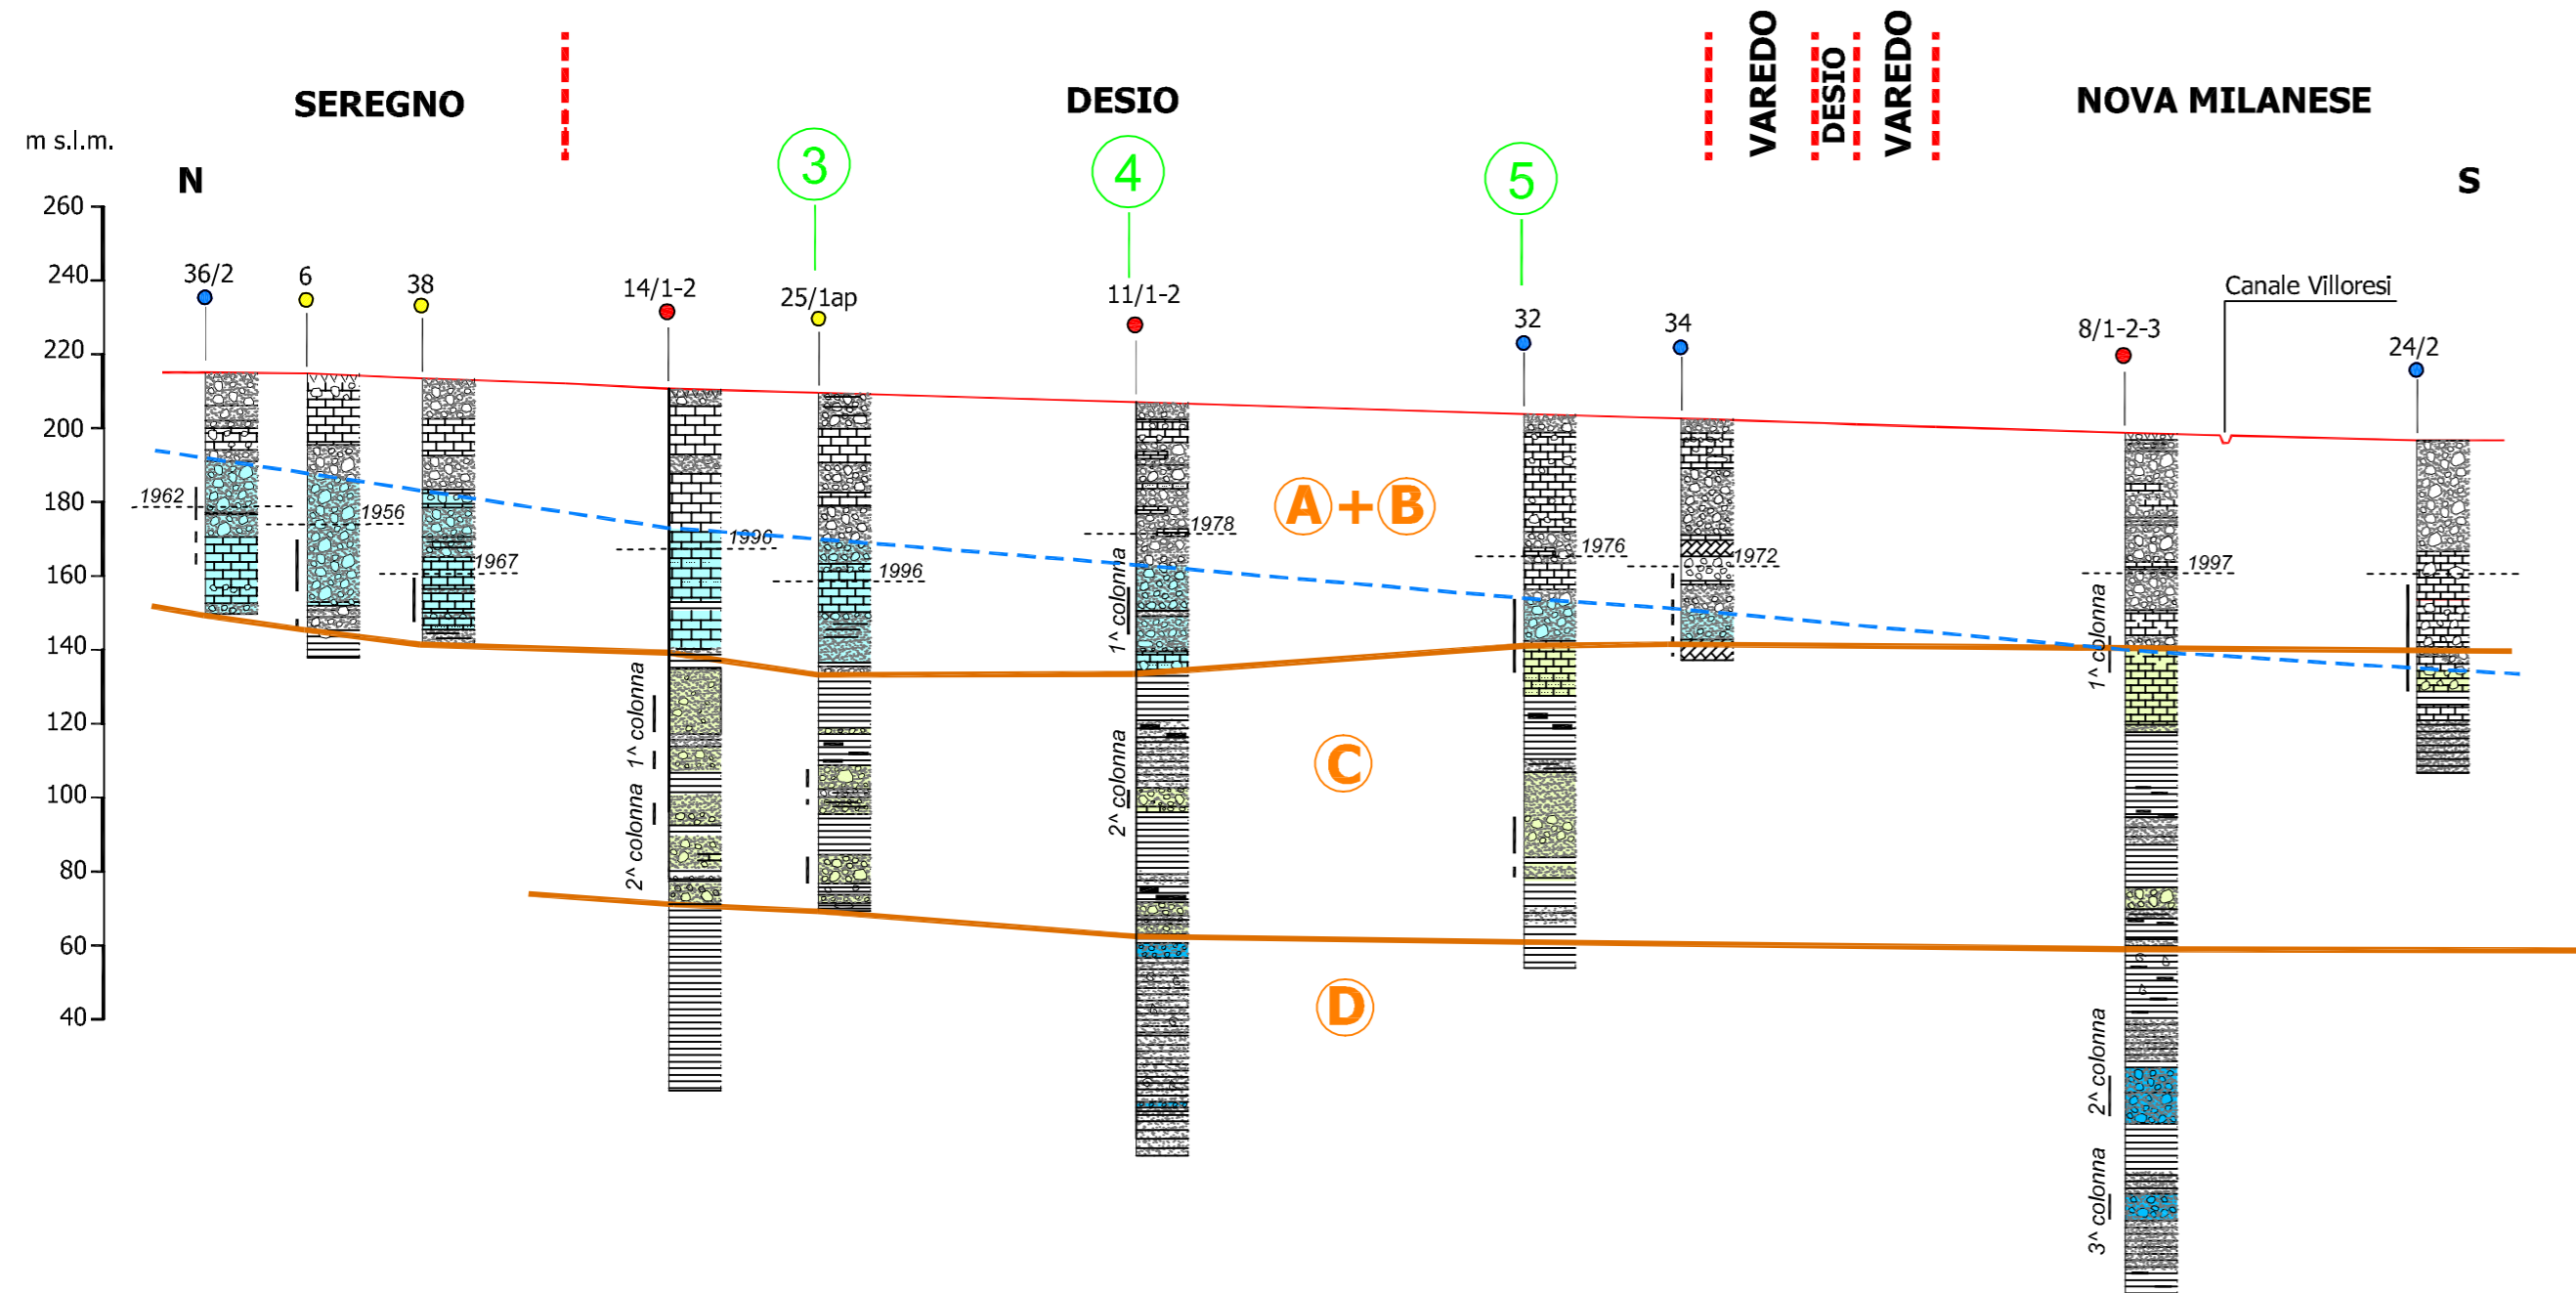 VAREDO
DESIO
VAREDO
SEREGNO
DESIO
NOVA MILANESE
m s.l.m.
N
3
4
5
S
260
240
220
200
180
160
140
120
100
80
60
40
36/2
6
38
14/1-2
25/1ap
11/1-2
32
34
8/1-2-3
Canale Villoresi
24/2
1962
1956
1967
1996
1996
1978
1976
1972
1997
A + B
C
D
1^ colonna
2^ colonna
1^ colonna
2^ colonna
1^ colonna
2^ colonna
3^ colonna